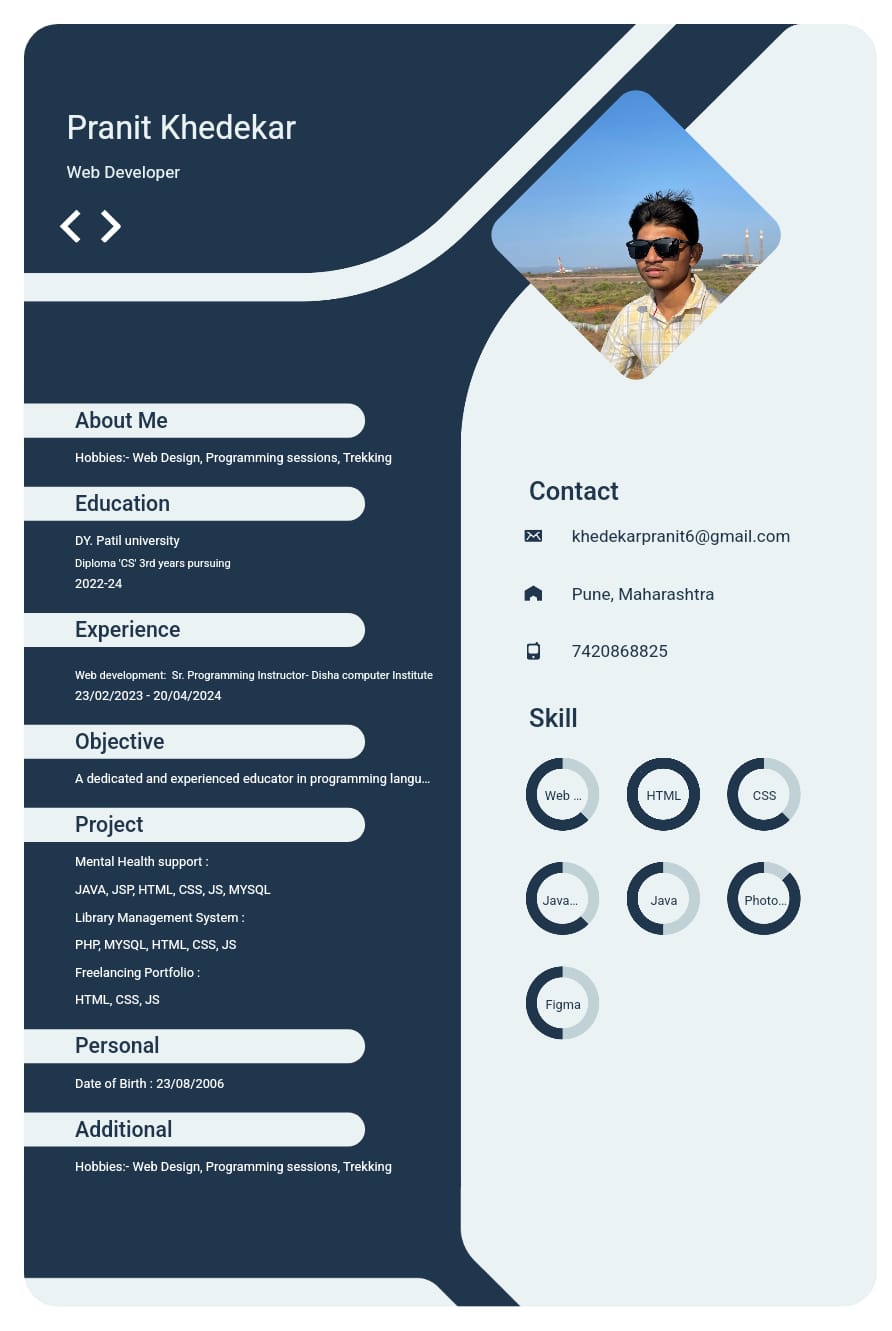 Pranit Khedekar
Web Developer
About Me
Hobbies:- Web Design, Programming sessions, Trekking
Education
DY. Patil university
Diploma 'CS' 3rd years pursuing
2022-24
Experience
Web development: Sr. Programming Instructor- Disha computer Institute
23/02/2023 - 20/04/2024
Objective
A dedicated and experienced educator in programming langu...
Project
Mental Health support :
JAVA, JSP, HTML, CSS, JS, MYSQL
Library Management System :
PHP, MYSQL, HTML, CSS, JS
Freelancing Portfolio :
HTML, CSS, JS
Personal
Date of Birth : 23/08/2006
Additional
Hobbies:- Web Design, Programming sessions, Trekking
Contact
khedekarpranit6@gmail.com
Pune, Maharashtra
7420868825
Skill
Web ...
HTML
CSS
Java...
Java
Photo...
Figma